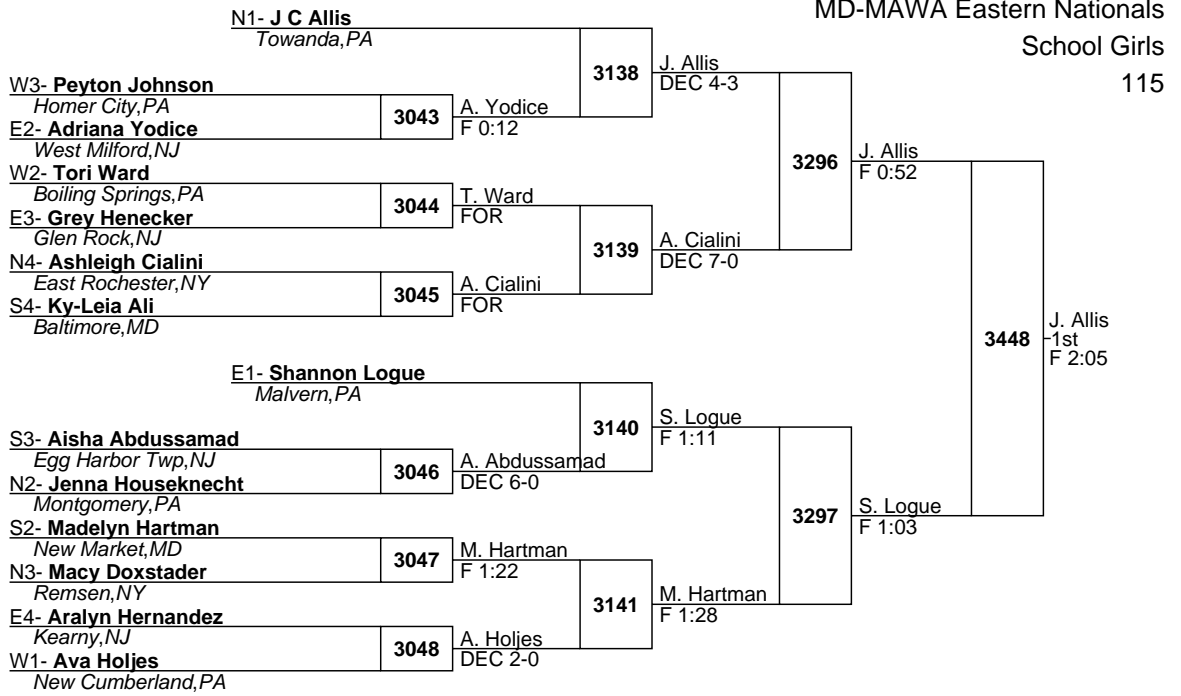 MD-MAWA Eastern Nationals
School Girls
115
N1- J C Allis
Towanda,PA
W3- Peyton Johnson
Homer City,PA
E2- Adriana Yodice
West Milford,NJ
W2- Tori Ward
Boiling Springs,PA
E3- Grey Henecker
Glen Rock,NJ
N4- Ashleigh Cialini
East Rochester,NY
S4- Ky-Leia Ali
Baltimore,MD
E1- Shannon Logue
Malvern,PA
S3- Aisha Abdussamad
Egg Harbor Twp,NJ
N2- Jenna Houseknecht
Montgomery,PA
S2- Madelyn Hartman
New Market,MD
N3- Macy Doxstader
Remsen,NY
E4- Aralyn Hernandez
Kearny,NJ
W1- Ava Holjes
New Cumberland,PA
3043
A. Yodice
F 0:12
3044
T. Ward
FOR
3045
A. Cialini
FOR
3046
A. Abdussamad
DEC 6-0
3047
M. Hartman
F 1:22
3048
A. Holjes
DEC 2-0
3138
J. Allis
DEC 4-3
3139
A. Cialini
DEC 7-0
3140
S. Logue
F 1:11
3141
M. Hartman
F 1:28
3296
J. Allis
F 0:52
3297
S. Logue
F 1:03
3448
J. Allis
1st
F 2:05